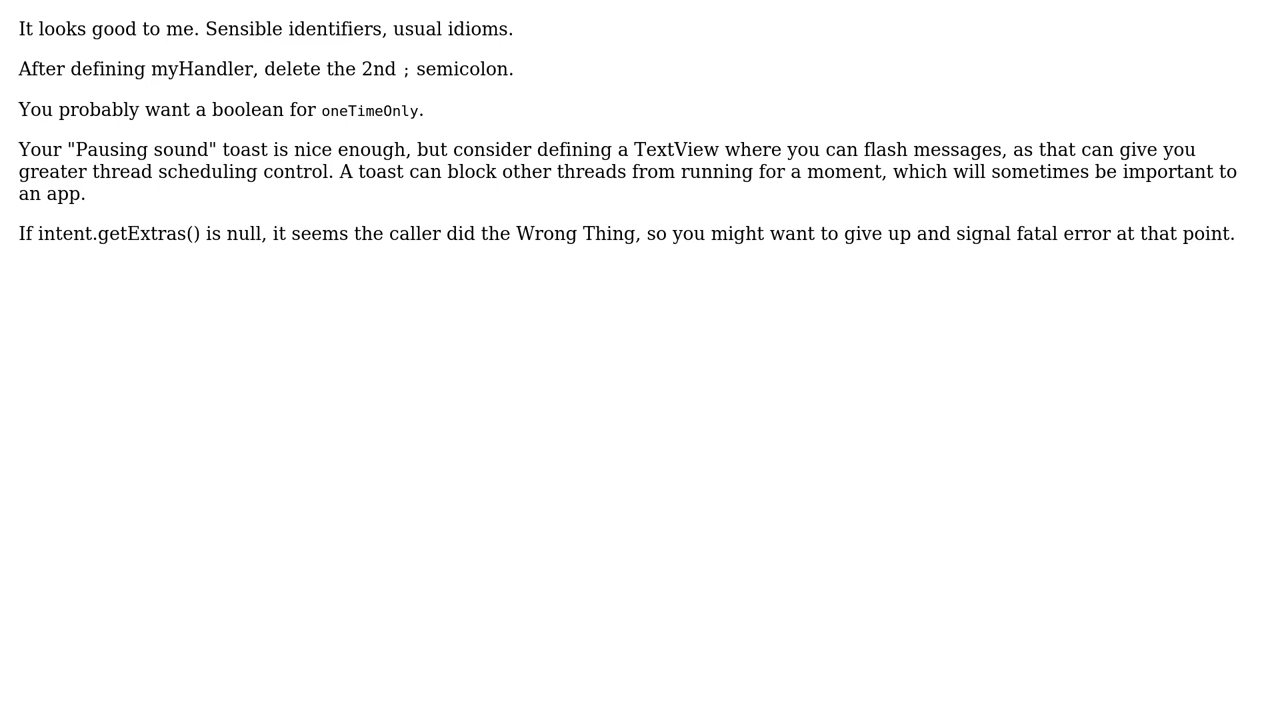 It looks good to me. Sensible identifiers, usual idioms.
After defining myHandler, delete the 2nd ; semicolon.
You probably want a boolean for oneTimeOnly.
Your "Pausing sound" toast is nice enough, but consider defining a TextView where you can flash messages, as that can give you
greater thread scheduling control. A toast can block other threads from running for a moment, which will sometimes be important to
an app.
If intent.getExtras() is null, it seems the caller did the Wrong Thing, so you might want to give up and signal fatal error at that point.